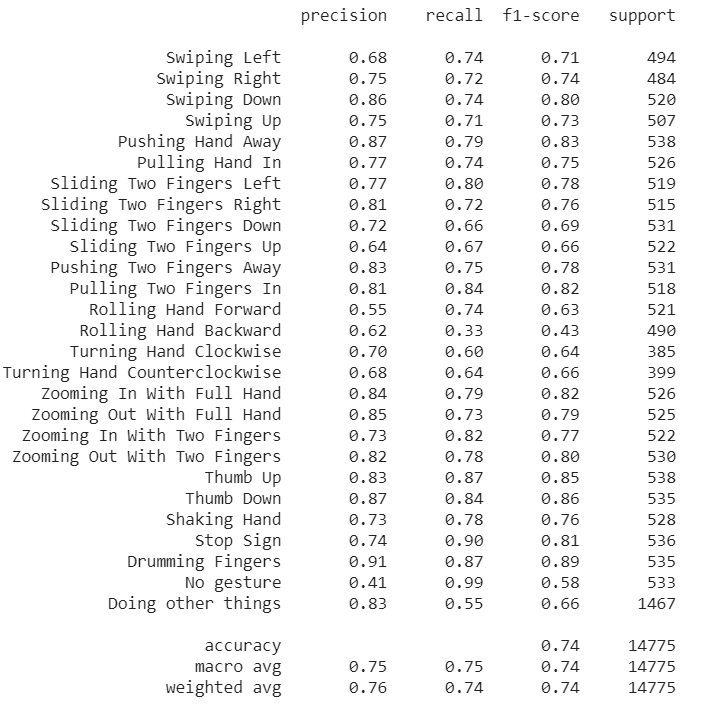 precision recall f1-score support
Swiping Left 0.68 0.74 0.71 494
Swiping Right 0.75 0.72 0.74 484
Swiping Down 0.86 0.74 0.80 520
Swiping Up 0.75 0.71 0.73 507
Pushing Hand Away 0.87 0.79 0.83 538
Pulling Hand In 0.77 0.74 0.75 526
Sliding Two Fingers Left 0.77 0.80 0.78 519
Sliding Two Fingers Right 0.81 0.72 0.76 515
Sliding Two Fingers Down 0.72 0.66 0.69 531
Sliding Two Fingers Up 0.64 0.67 0.66 522
Pushing Two Fingers Away 0.83 0.75 0.78 531
Pulling Two Fingers In 0.81 0.84 0.82 518
Rolling Hand Forward 0.55 0.74 0.63 521
Rolling Hand Backward 0.62 0.33 0.43 490
Turning Hand Clockwise 0.70 0.60 0.64 385
Turning Hand Counterclockwise 0.68 0.64 0.66 399
Zooming In With Full Hand 0.84 0.79 0.82 526
Zooming Out With Full Hand 0.85 0.73 0.79 525
Zooming In With Two Fingers 0.73 0.82 0.77 522
Zooming Out With Two Fingers 0.82 0.78 0.80 530
Thumb Up 0.83 0.87 0.85 538
Thumb Down 0.87 0.84 0.86 535
Shaking Hand 0.73 0.78 0.76 528
Stop Sign 0.74 0.90 0.81 536
Drumming Fingers 0.91 0.87 0.89 535
No gesture 0.41 0.99 0.58 533
Doing other things 0.83 0.55 0.66 1467
accuracy 0.74 14775
macro avg 0.75 0.75 0.74 14775
weighted avg 0.76 0.74 0.74 14775